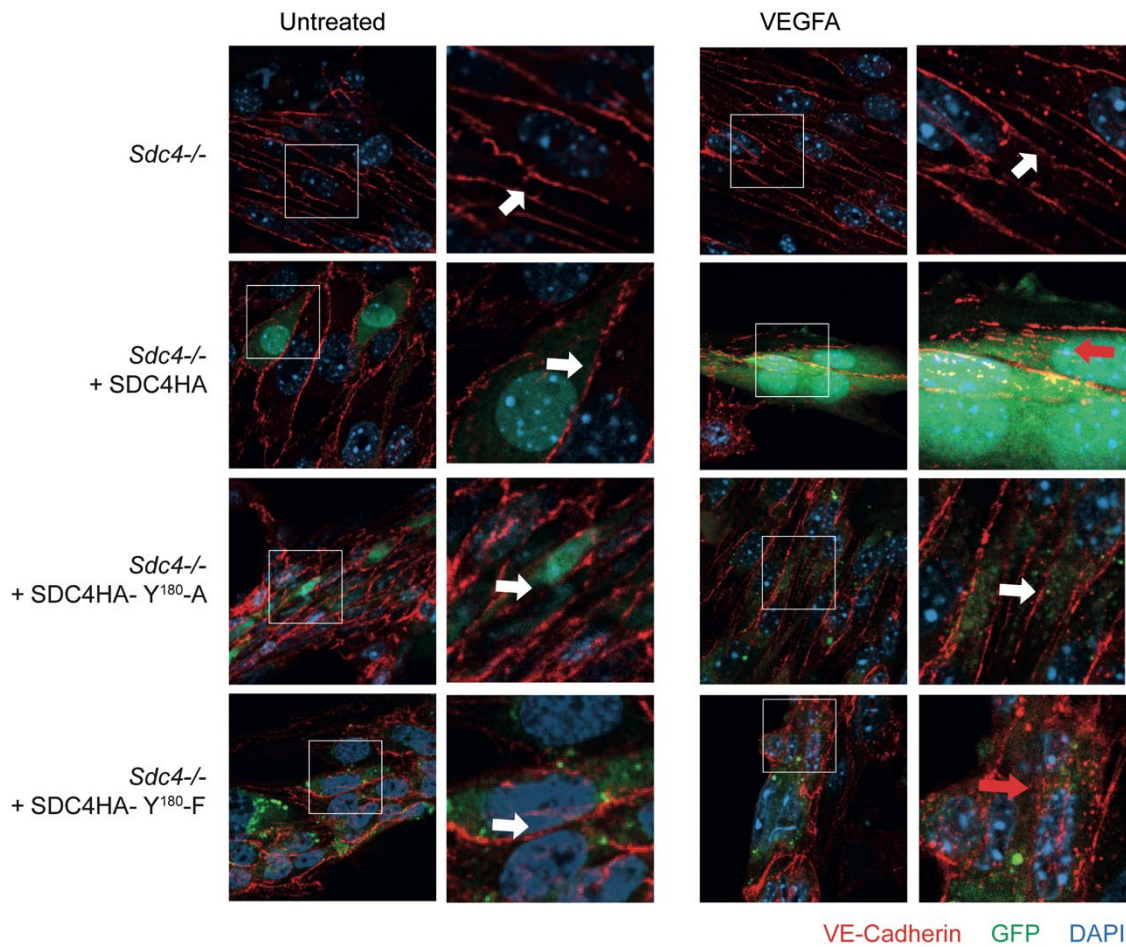 Untreated
VEGFA
Sdc4-/-
Sdc4-/-
+ SDC4HA
Sdc4-/-
+ SDC4HA- Y¹⁸⁰-A
Sdc4-/-
+ SDC4HA- Y¹⁸⁰-F
VE-Cadherin GFP DAPI